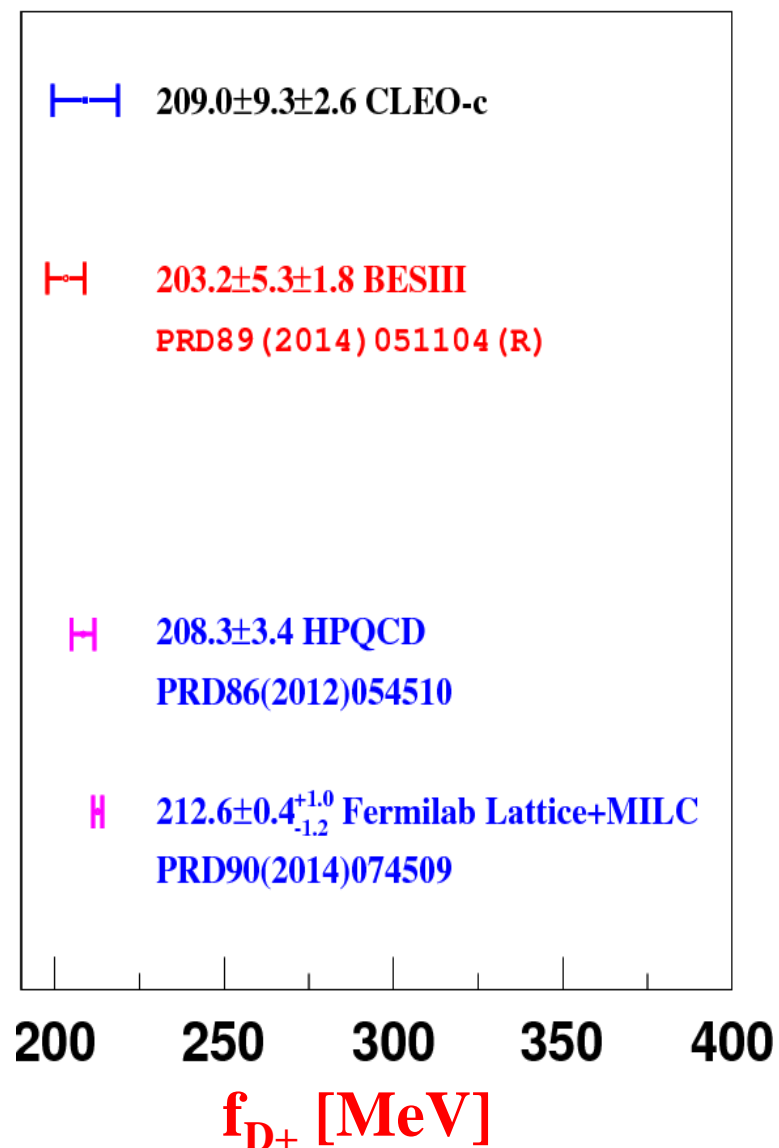 209.0±9.3±2.6 CLEO-c
203.2±5.3±1.8 BESIII
PRD89(2014)051104(R)
208.3±3.4 HPQCD
PRD86(2012)054510
212.6±0.4+1.0-1.2 Fermilab Lattice+MILC
PRD90(2014)074509
200 250 300 350 400
fD+ [MeV]